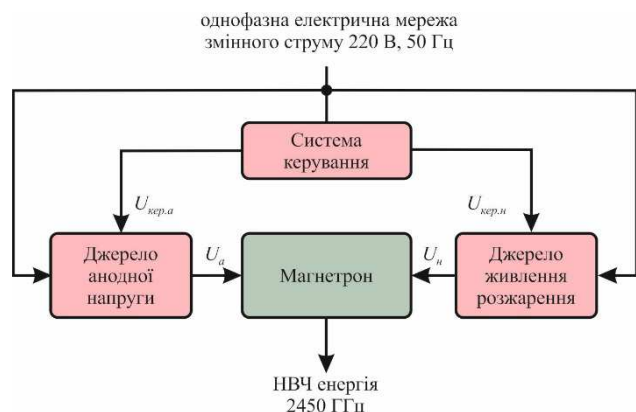 однофазна електрична мережа
змінного струму 220 В, 50 Гц
Система
керування
Uкер.а
Uкер.н
Джерело
анодної
напруги
Uа
Магнетрон
Uн
Джерело
живлення
розжарення
НВЧ енергія
2450 ГГц